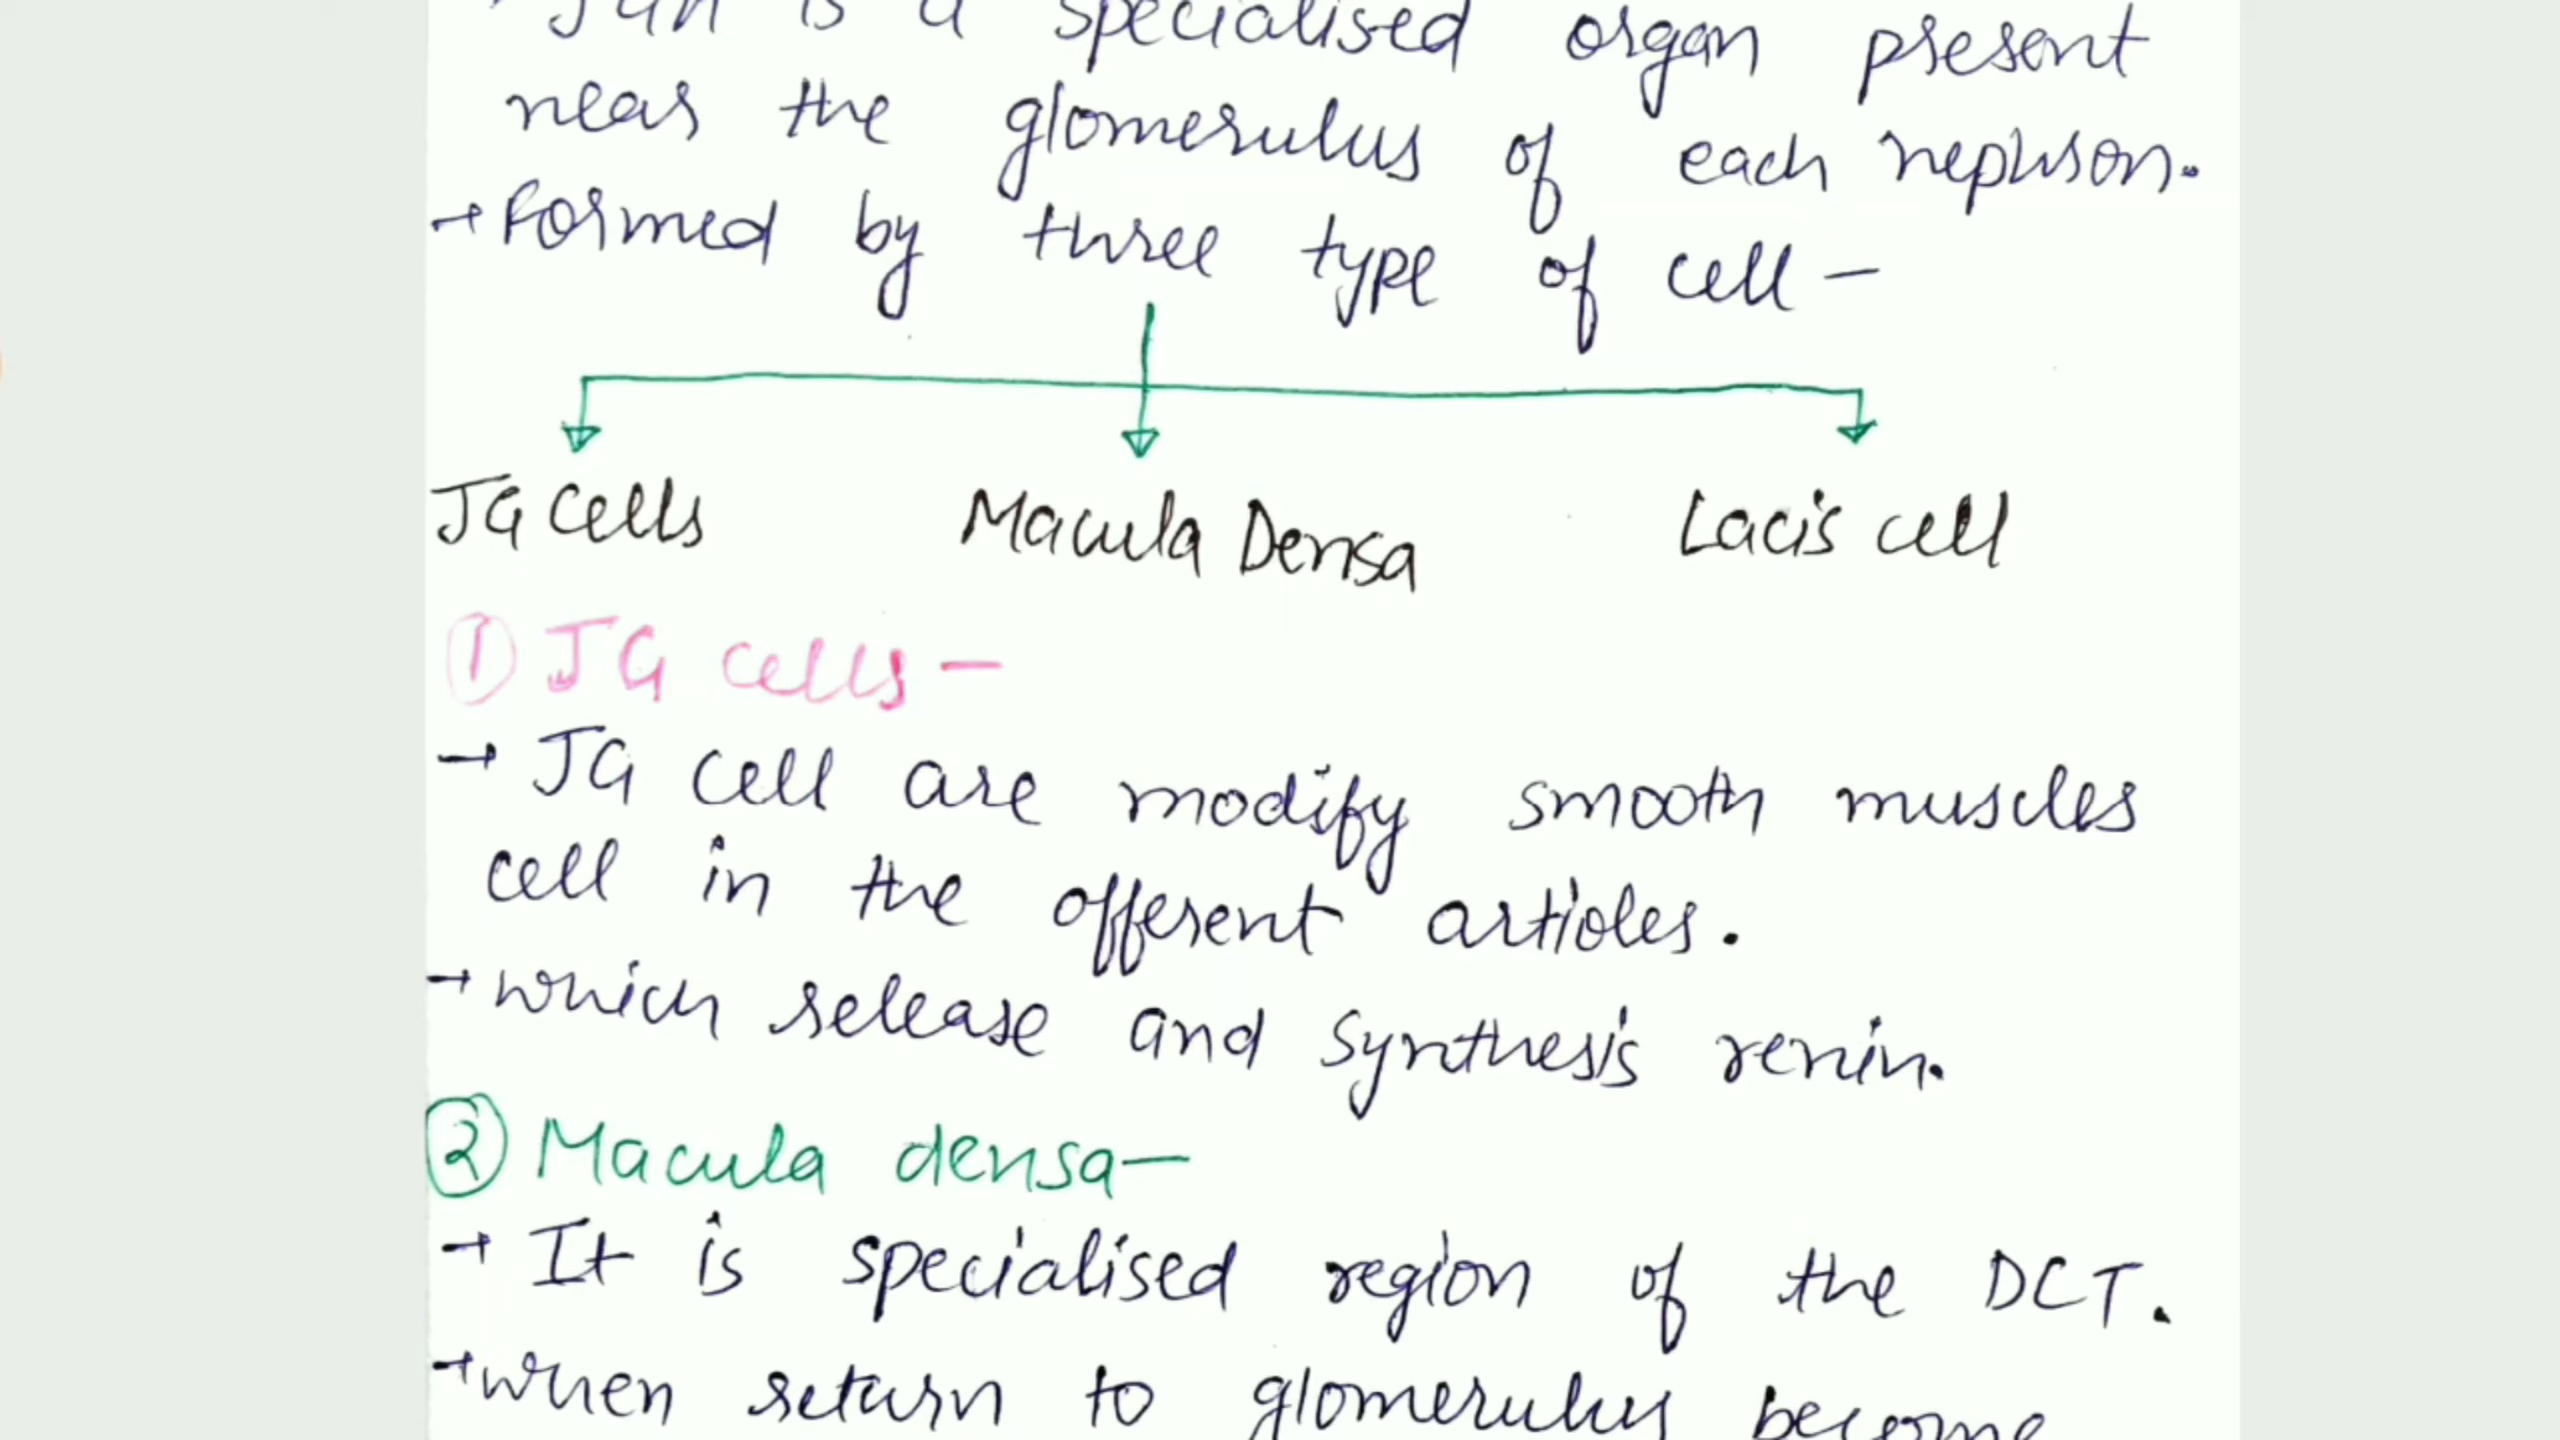 is a specialised organ present
near the glomerulus of each nephron.
→ Formed by three type of cell –
JG Cells Macula Densa Lacis cell
① JG cells –
→ JG cell are modify smooth muscles
cell in the offerent artioles.
→ which release and synthesis renin.
② Macula densa –
→ It is specialised region of the DCT.
→ when return to glomerulus become